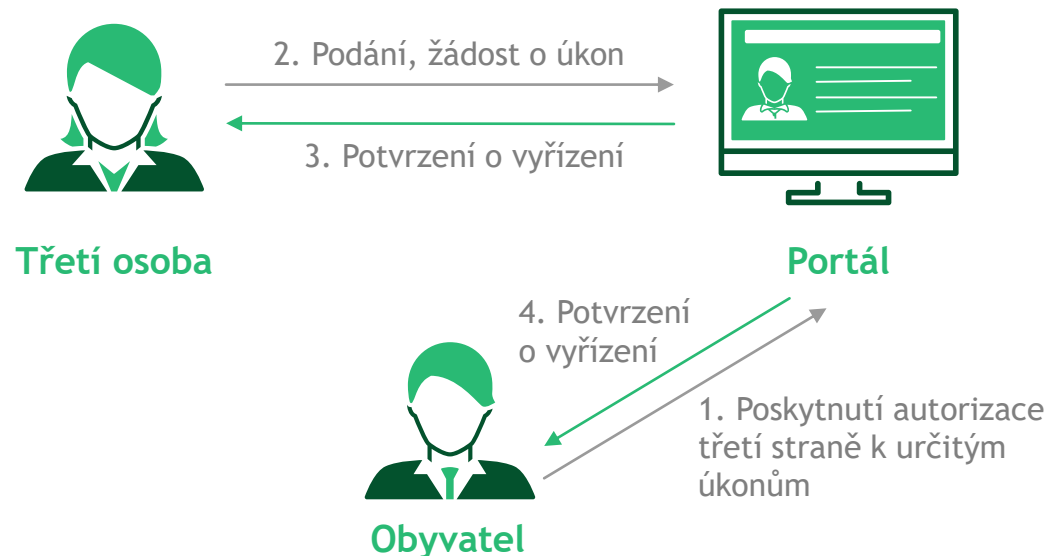 2. Podání, žádost o úkon
3. Potvrzení o vyřízení
Třetí osoba
Portál
4. Potvrzení
o vyřízení
1. Poskytnutí autorizace
třetí straně k určitým
úkonům
Obyvatel